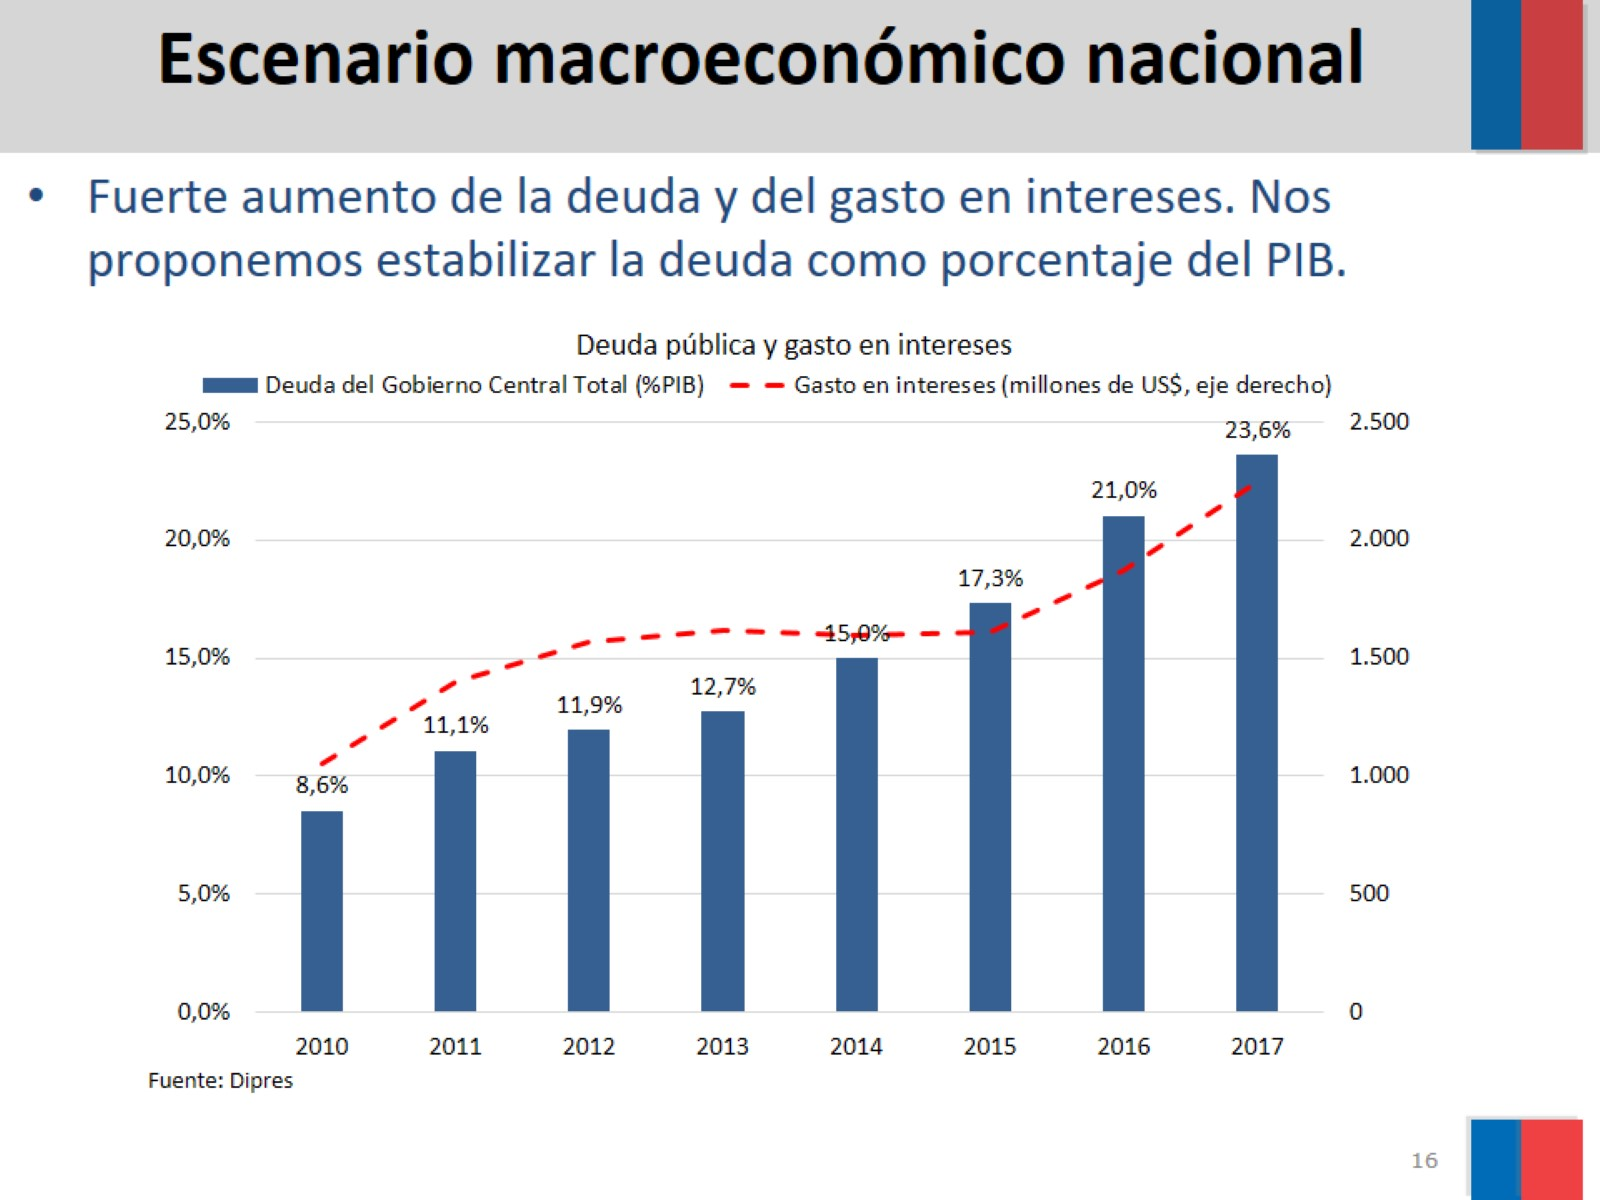 Escenario macroeconómico nacional
• Fuerte aumento de la deuda y del gasto en intereses. Nos
proponemos estabilizar la deuda como porcentaje del PIB.
Deuda pública y gasto en intereses
Deuda del Gobierno Central Total (%PIB) Gasto en intereses (millones de US$, eje derecho)
25,0% 2.500
23,6%
21,0%
20,0% 2.000
17,3%
15,0%
15,0% 1.500
12,7%
11,9%
11,1%
10,0% 1.000
8,6%
5,0% 500
0,0% 0
2010 2011 2012 2013 2014 2015 2016 2017
Fuente: Dipres
16